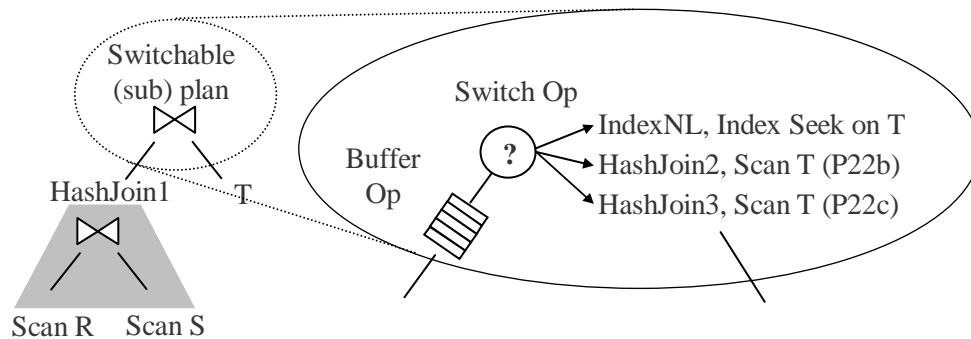 Switchable
(sub) plan
HashJoin1
T
Scan R
Scan S
Switch Op
Buffer
Op
?
IndexNL, Index Seek on T
HashJoin2, Scan T (P22b)
HashJoin3, Scan T (P22c)